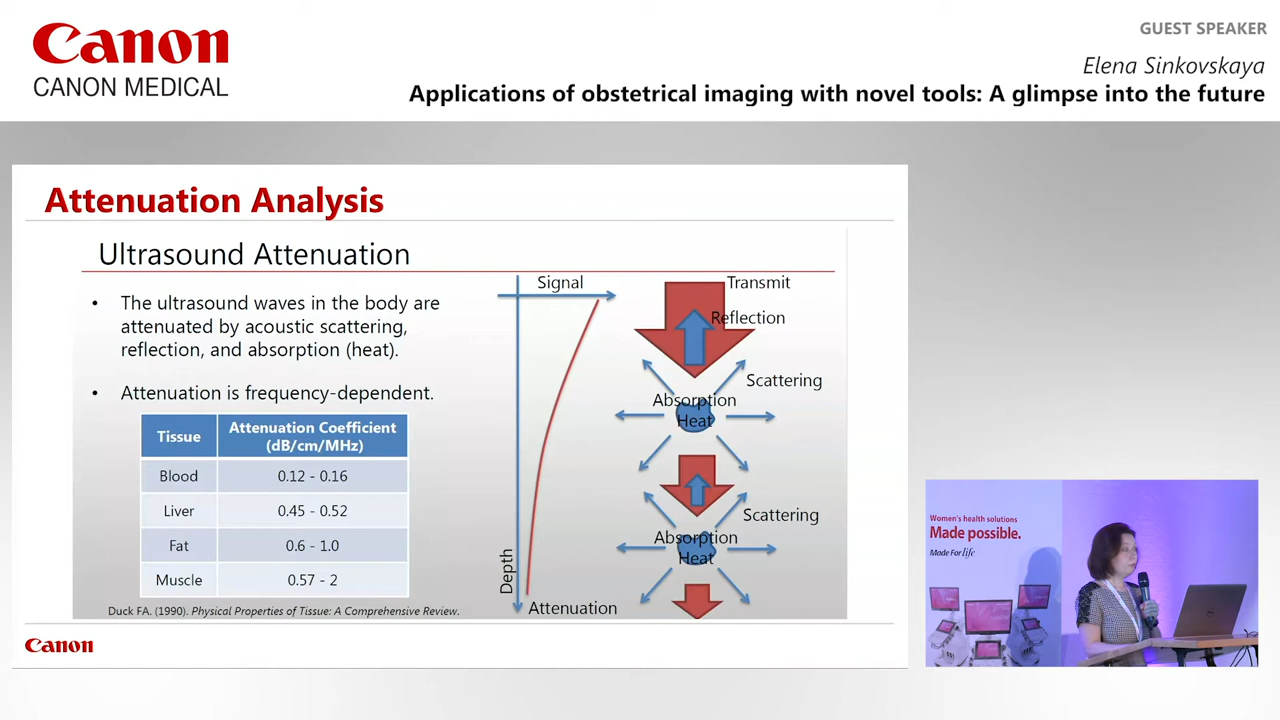 Canon
CANON MEDICAL
GUEST SPEAKER
Elena Sinkovskaya
Applications of obstetrical imaging with novel tools: A glimpse into the future
Attenuation Analysis
Ultrasound Attenuation
• The ultrasound waves in the body are
attenuated by acoustic scattering,
reflection, and absorption (heat).
• Attenuation is frequency-dependent.
Tissue Attenuation Coefficient
(dB/cm/MHz)
Blood 0.12 - 0.16
Liver 0.45 - 0.52
Fat 0.6 - 1.0
Muscle 0.57 - 2
Duck FA. (1990). Physical Properties of Tissue: A Comprehensive Review.
Signal
Depth
Attenuation
Transmit
Reflection
Scattering
Absorption
Heat
Scattering
Absorption
Heat
Canon
Women's health solutions
Made possible.
Made For life